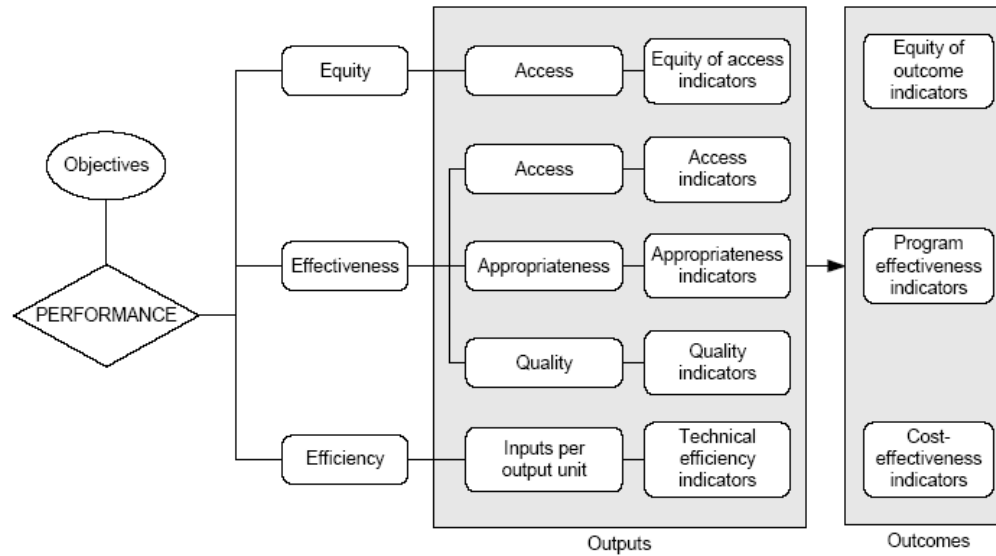 Objectives
PERFORMANCE
Equity
Effectiveness
Efficiency
Access
Equity of access
indicators
Access
Access
indicators
Appropriateness
Appropriateness
indicators
Quality
Quality
indicators
Inputs per
output unit
Technical
efficiency
indicators
Outputs
Equity of
outcome
indicators
Program
effectiveness
indicators
Cost-
effectiveness
indicators
Outcomes